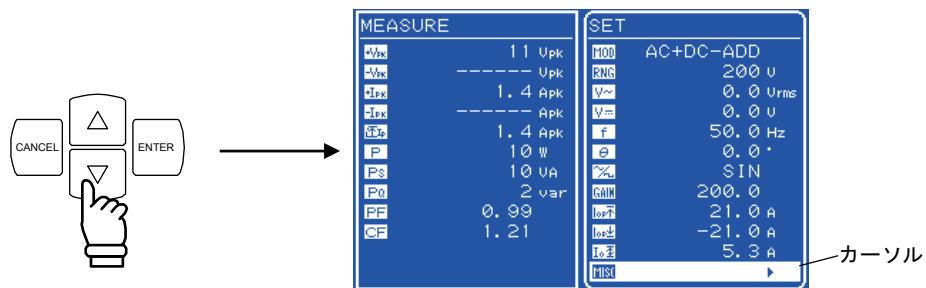 CANCEL
ENTER
MEASURE
+VPK 11 Vpk
-VPK ------ Vpk
+IPK 1.4 Apk
-IPK ------ Apk
1.4 Apk
P 10 W
PS 10 VA
PQ 2 var
PF 0.99
CF 1.21
SET
MOD AC+DC-ADD
RNG 200 V
V~ 0.0 Vrms
V⎓ 0.0 V
f 50.0 Hz
θ 0.0°
SIN
GAIN 200.0
21.0 A
-21.0 A
5.3 A
MISC
カーソル